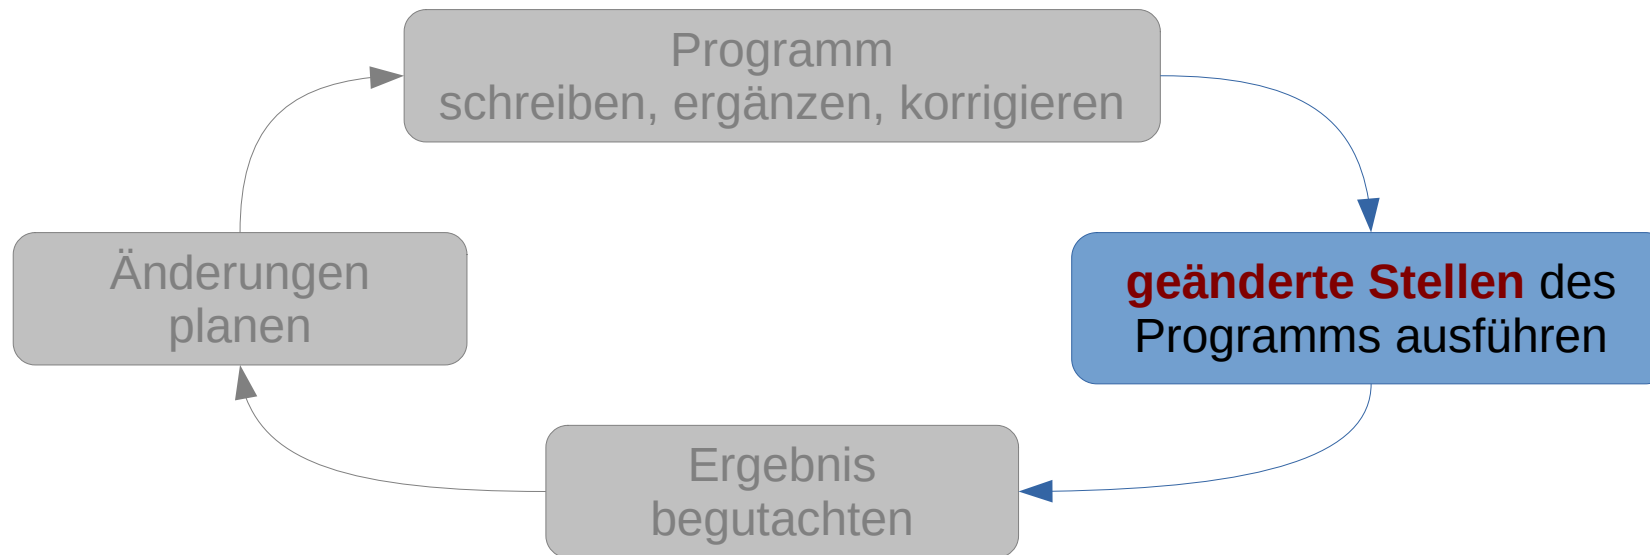 Programm
schreiben, ergänzen, korrigieren
Änderungen
planen
geänderte Stellen des
Programms ausführen
Ergebnis
begutachten